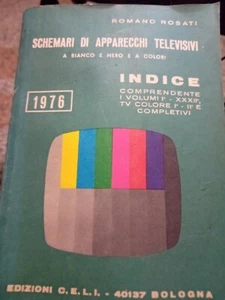 ROMANO ROSATI
SCHEMARI DI APPARECCHI TELEVISIVI
A BIANCO E NERO E A COLORI
INDICE
1976
COMPRENDENTE
I VOLUMI I° - XXXII°,
TV COLORE I° - II° E
COMPLETIVI
EDIZIONI C.E.L.I. - 40137 BOLOGNA